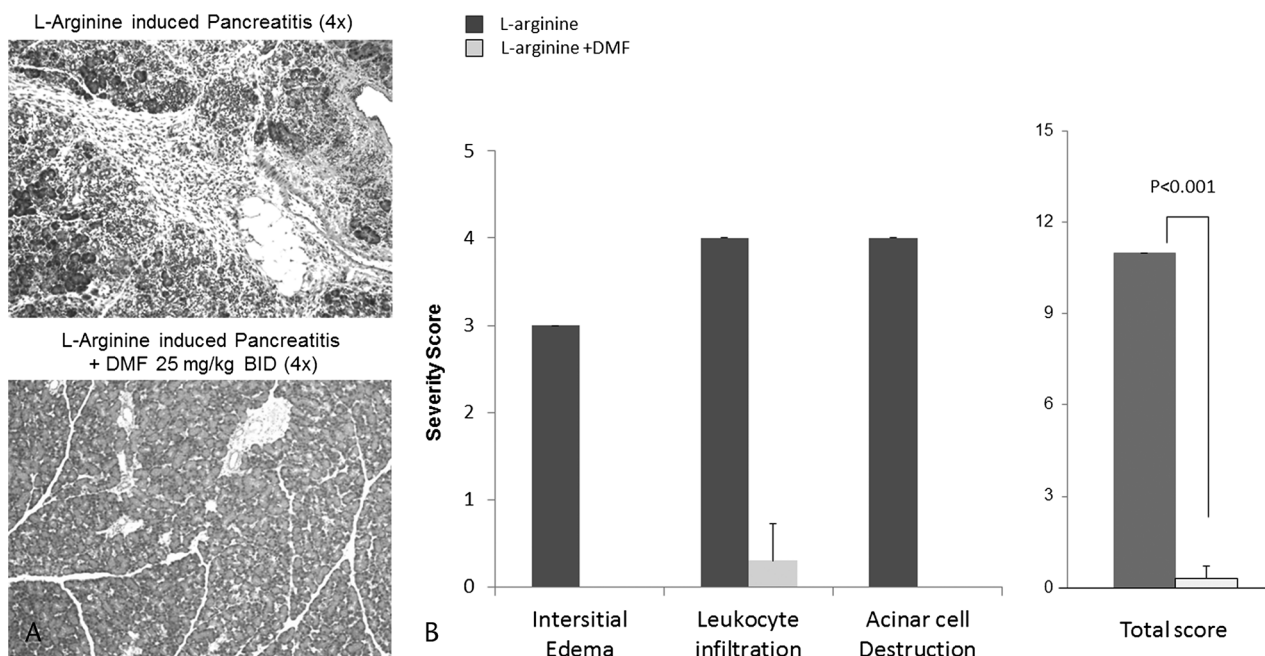 L-Arginine induced Pancreatitis (4x)
L-Arginine induced Pancreatitis
+ DMF 25 mg/kg BID (4x)
A
L-arginine
L-arginine +DMF
Severity Score
5
4
3
2
1
0
Intersitial
Edema
Leukocyte
infiltration
Acinar cell
Destruction
B
15
12
9
6
3
0
P<0.001
Total score